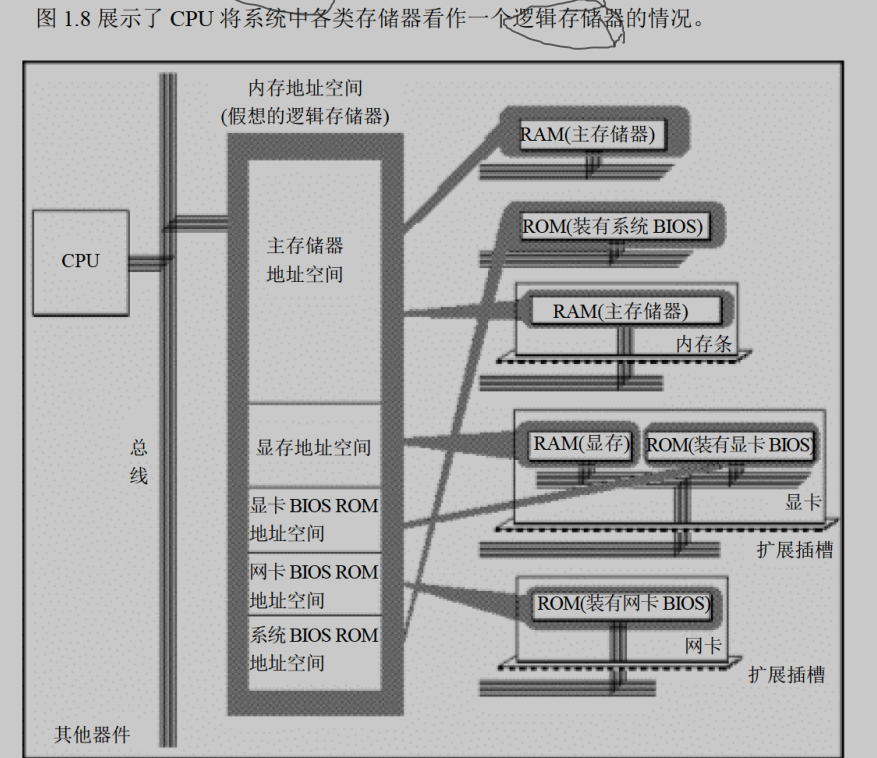 图 1.8 展示了 CPU 将系统中各类存储器看作一个逻辑存储器的情况。
内存地址空间
(假想的逻辑存储器)
RAM(主存储器)
ROM(装有系统 BIOS)
CPU
主存储器
地址空间
RAM(主存储器)
内存条
总
线
显存地址空间
RAM(显存)
ROM(装有显卡 BIOS)
显卡
扩展插槽
显卡 BIOS ROM
地址空间
网卡 BIOS ROM
地址空间
ROM(装有网卡 BIOS)
网卡
扩展插槽
系统 BIOS ROM
地址空间
其他器件